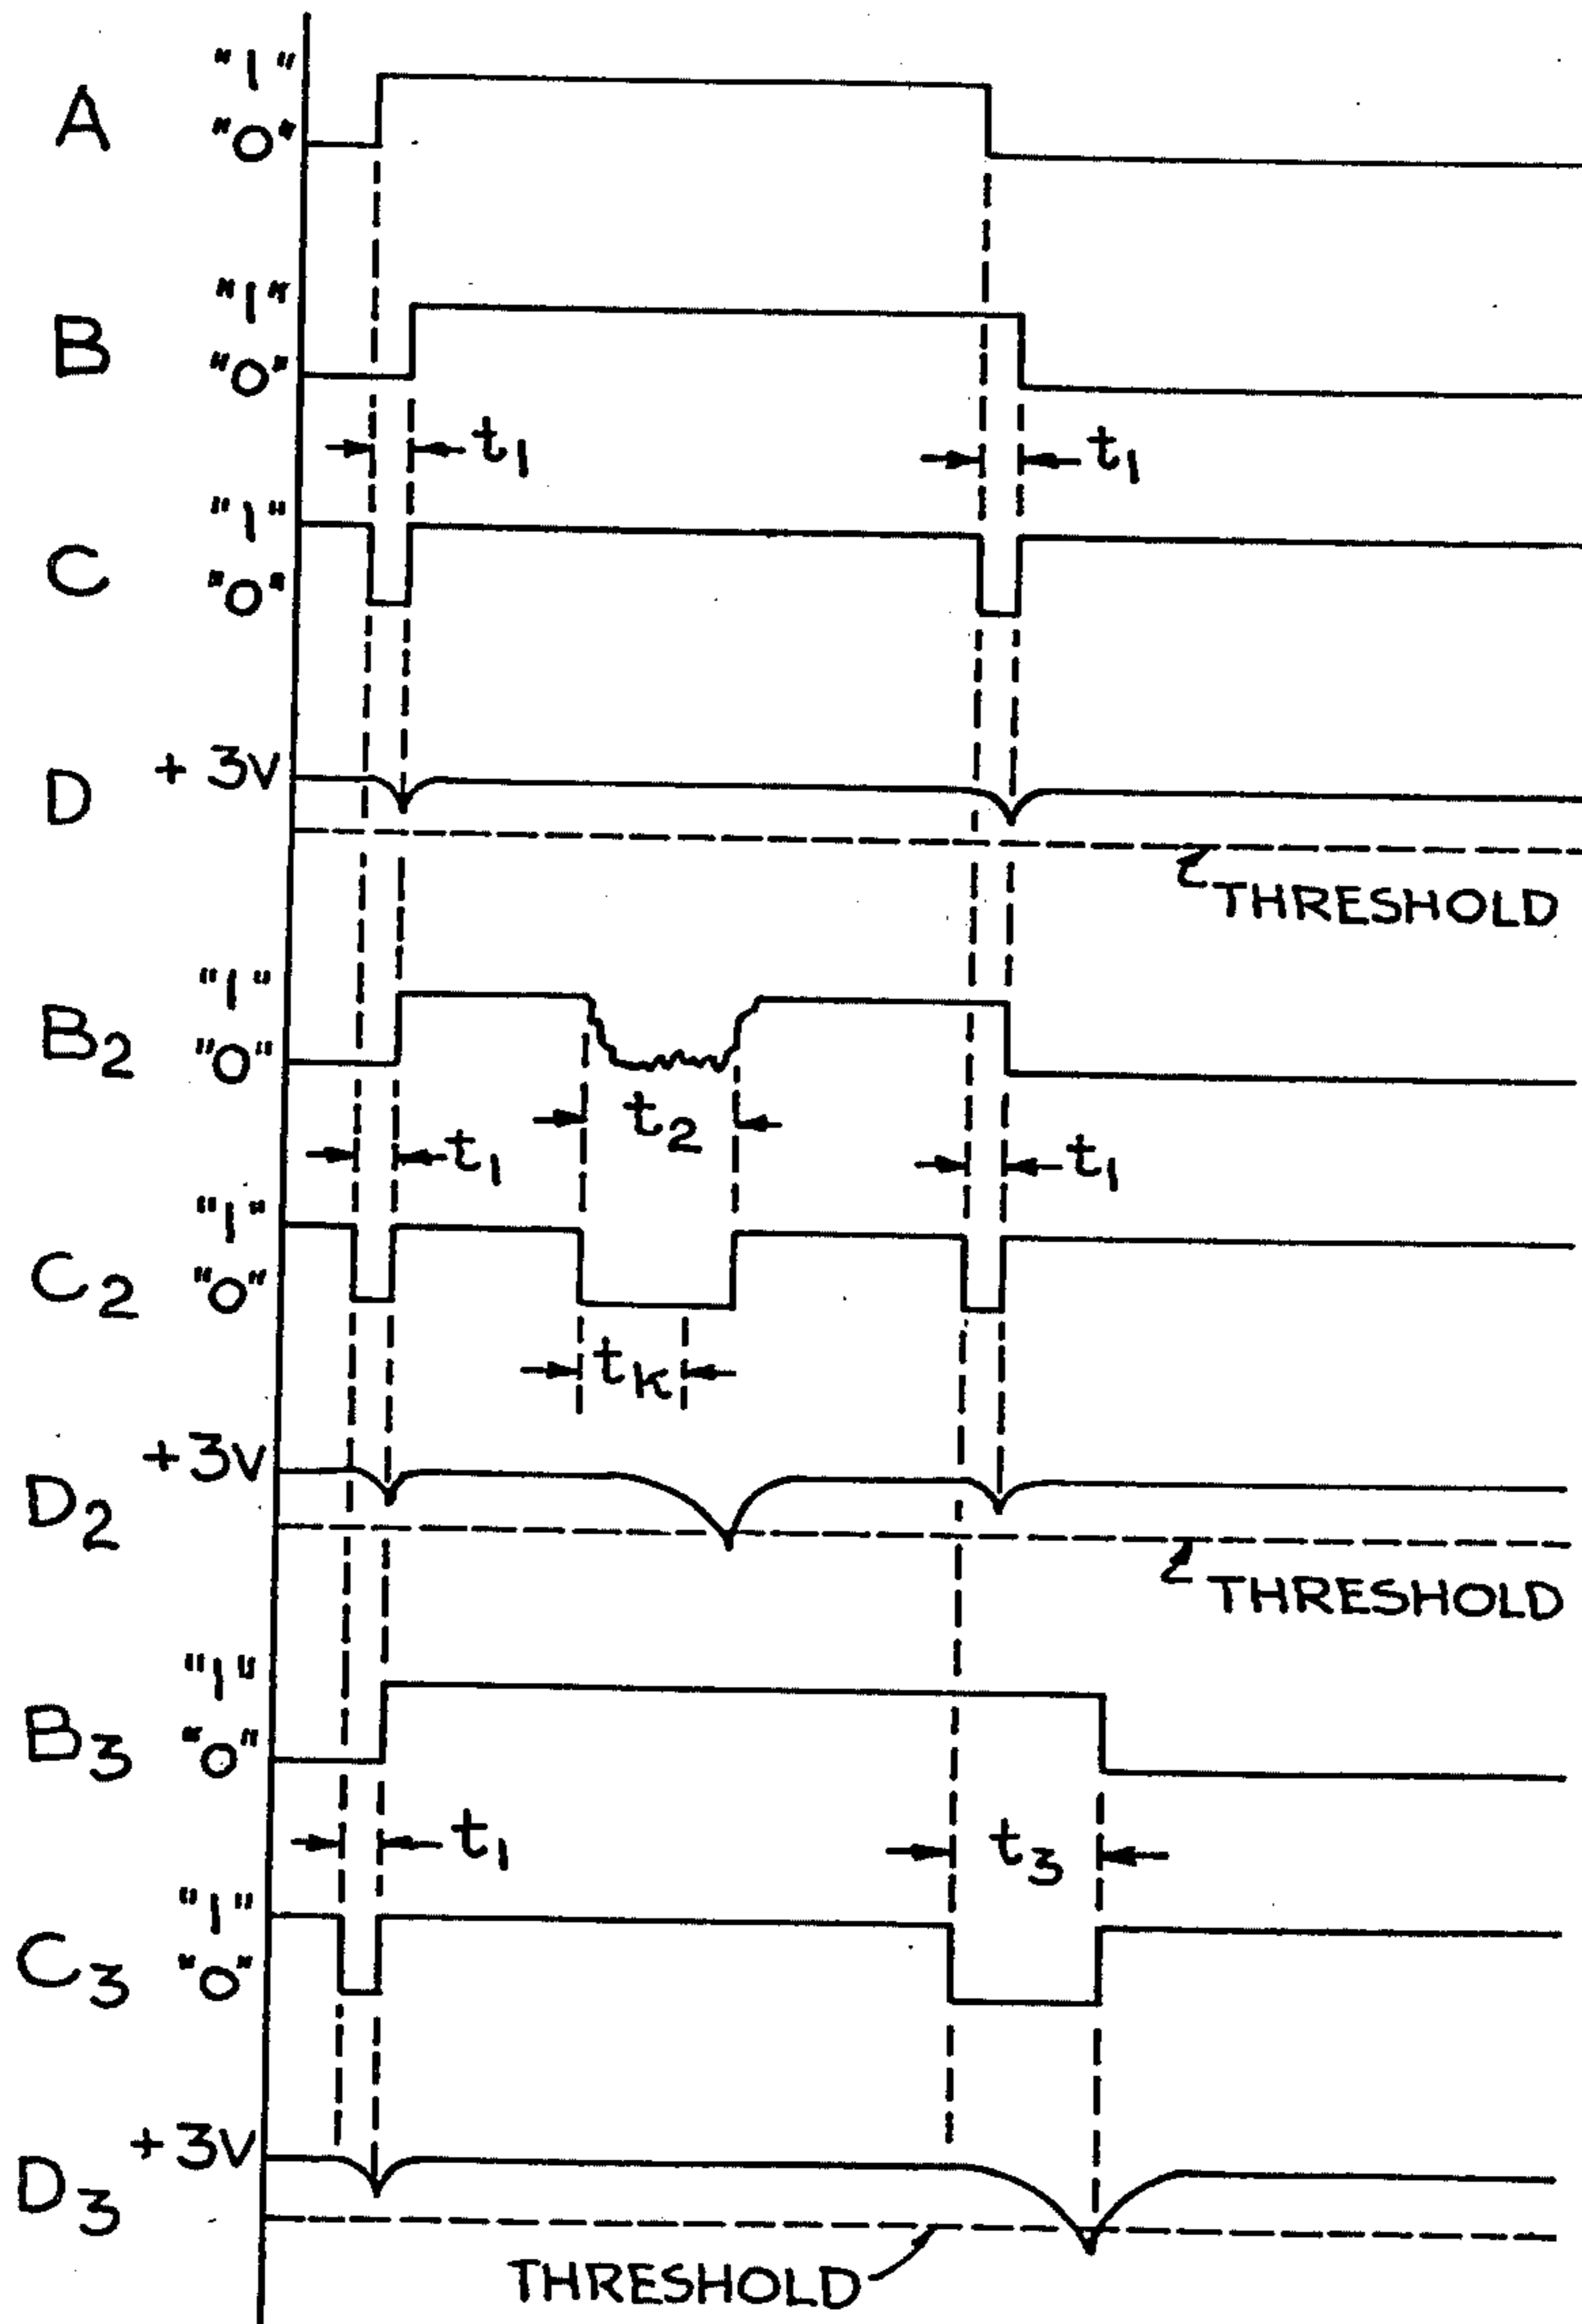 "1"
A
"0"
"1"
B
"0"
t1 t1
"1"
C
"0"
+3V
D
THRESHOLD
"1"
B2
"0"
t2
t1 t1
"1"
C2
"0"
tk
+3V
D2
THRESHOLD
"1"
B3
"0"
t1 t3
"1"
C3
"0"
+3V
D3
THRESHOLD